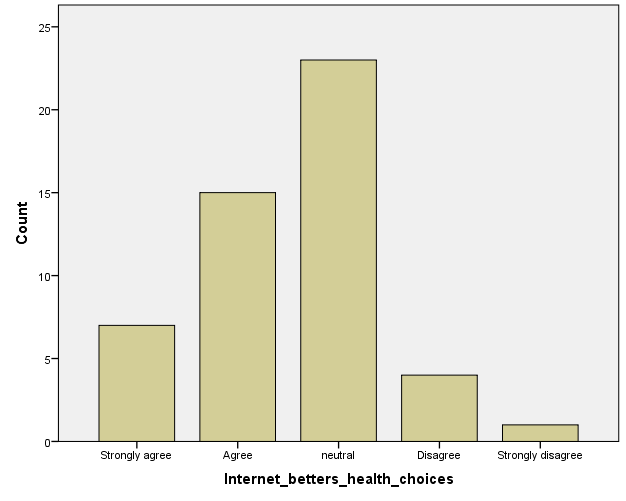 25
20
15
10
5
0
Count
Strongly agree
Agree
neutral
Disagree
Strongly disagree
Internet_betters_health_choices